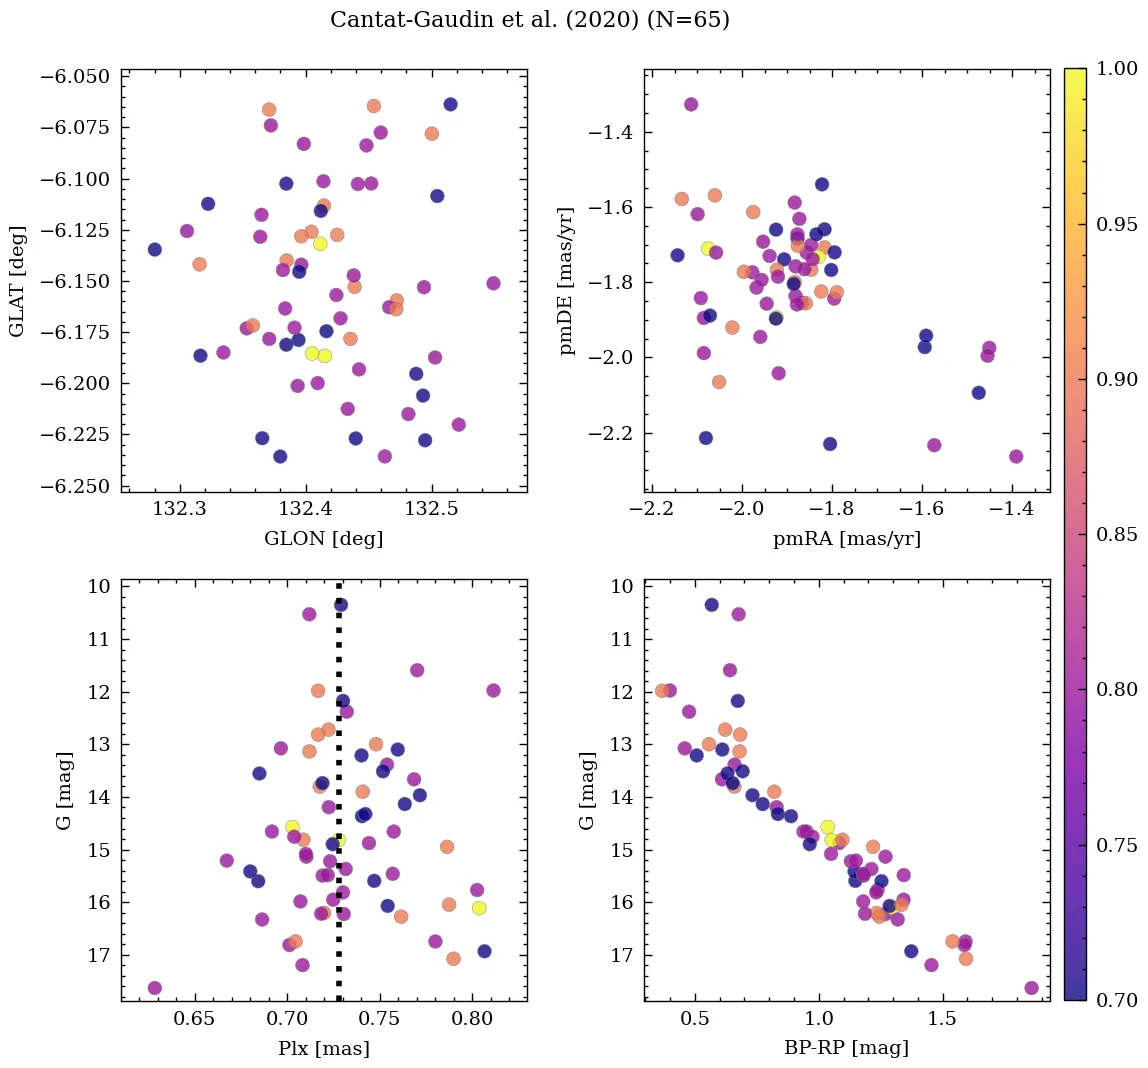 Cantat-Gaudin et al. (2020) (N=65)
−6.050
−6.075
−6.100
−6.125
−6.150
−6.175
−6.200
−6.225
−6.250
GLAT [deg]
132.3 132.4 132.5
GLON [deg]
−1.4
−1.6
−1.8
−2.0
−2.2
pmDE [mas/yr]
−2.2 −2.0 −1.8 −1.6 −1.4
pmRA [mas/yr]
10
11
12
13
14
15
16
17
G [mag]
0.65 0.70 0.75 0.80
Plx [mas]
10
11
12
13
14
15
16
17
G [mag]
0.5 1.0 1.5
BP-RP [mag]
1.00
0.95
0.90
0.85
0.80
0.75
0.70